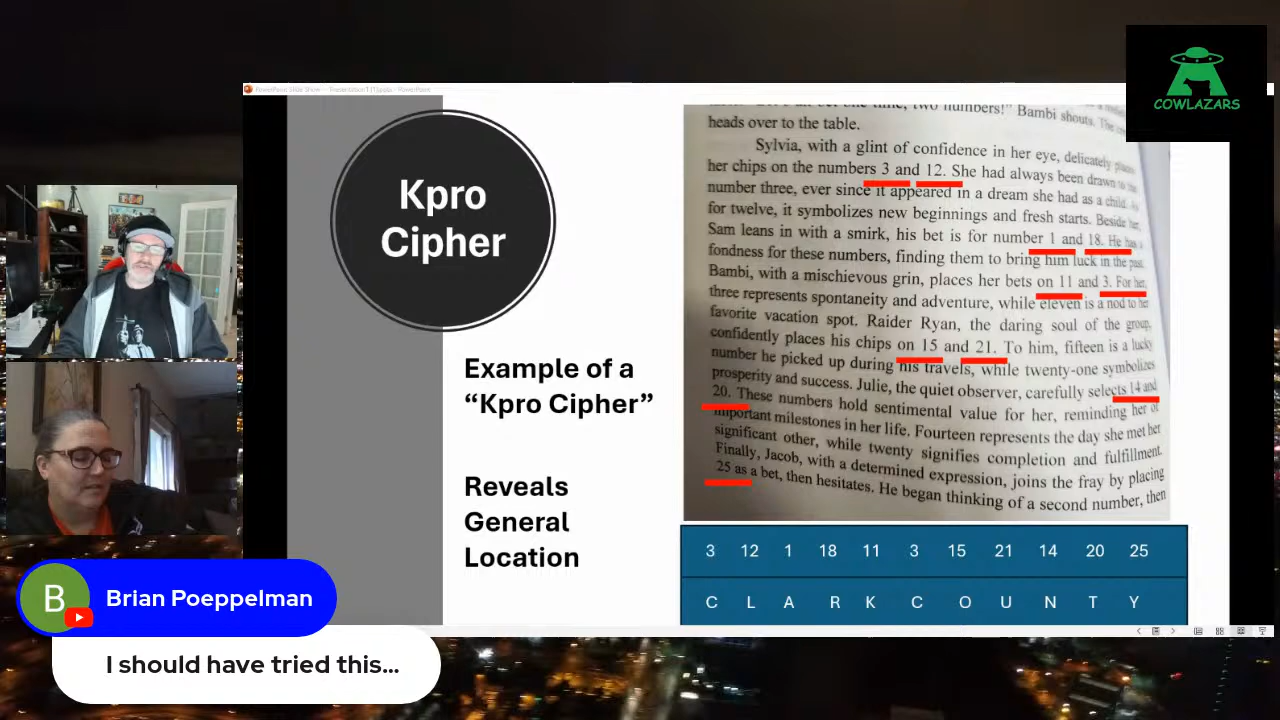 COWLAZARS
PowerPoint Slide Show - Presentation1 (1).pptx - PowerPoint
Kpro
Cipher
Example of a
“Kpro Cipher”
Reveals
General
Location
two numbers!” Bambi shouts. The
heads over to the table.
Sylvia, with a glint of confidence in her eye, delicately places
her chips on the numbers 3 and 12. She had always been drawn to the
number three, ever since it appeared in a dream she had as a child. As
for twelve, it symbolizes new beginnings and fresh starts. Beside her,
Sam leans in with a smirk, his bet is for number 1 and 18. He has a
fondness for these numbers, finding them to bring him luck in the past.
Bambi, with a mischievous grin, places her bets on 11 and 3. For her,
three represents spontaneity and adventure, while eleven is a nod to her
favorite vacation spot. Raider Ryan, the daring soul of the group,
confidently places his chips on 15 and 21. To him, fifteen is a lucky
number he picked up during his travels, while twenty-one symbolizes
prosperity and success. Julie, the quiet observer, carefully selects 14 and
20. These numbers hold sentimental value for her, reminding her of
important milestones in her life. Fourteen represents the day she met her
significant other, while twenty signifies completion and fulfillment.
Finally, Jacob, with a determined expression, joins the fray by placing
25 as a bet, then hesitates. He began thinking of a second number, then
3 12 1 18 11 3 15 21 14 20 25
C L A R K C O U N T Y
B
Brian Poeppelman
I should have tried this...